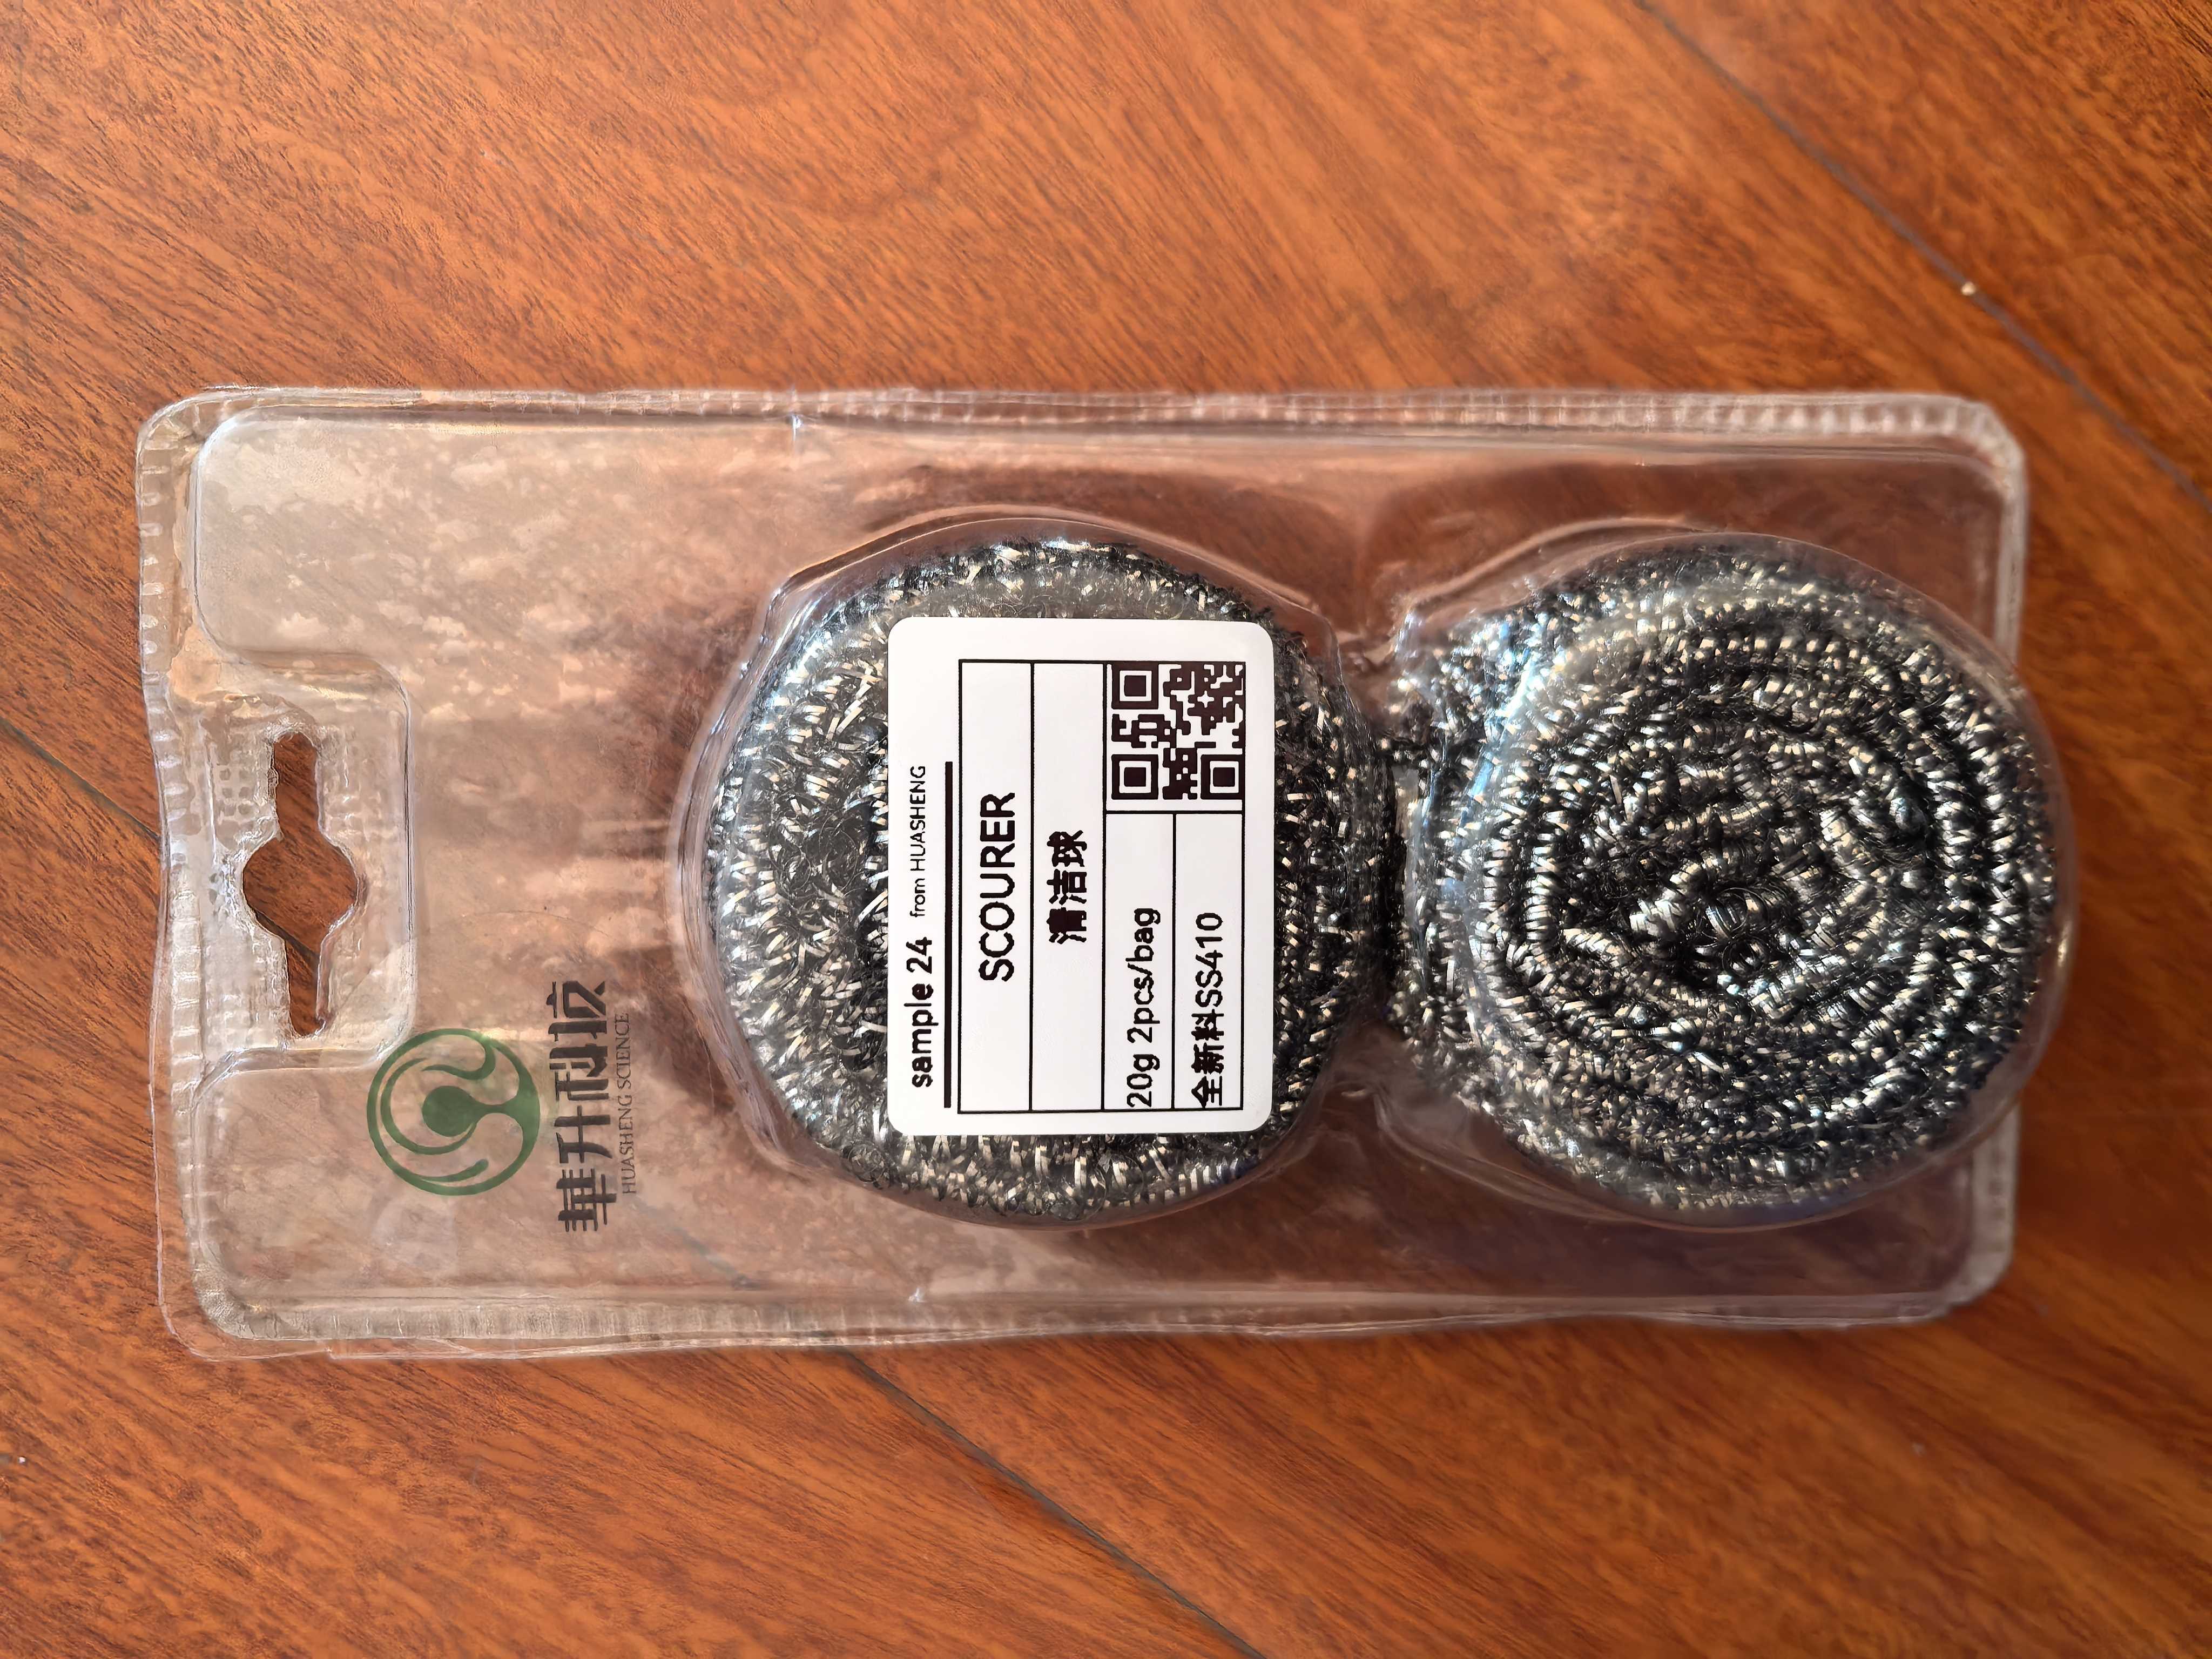 華升科技
HUASHENG SCIENCE
sample 24 from HUASHENG
SCOURER
清洁球
20g 2pcs/bag
全新料SS410